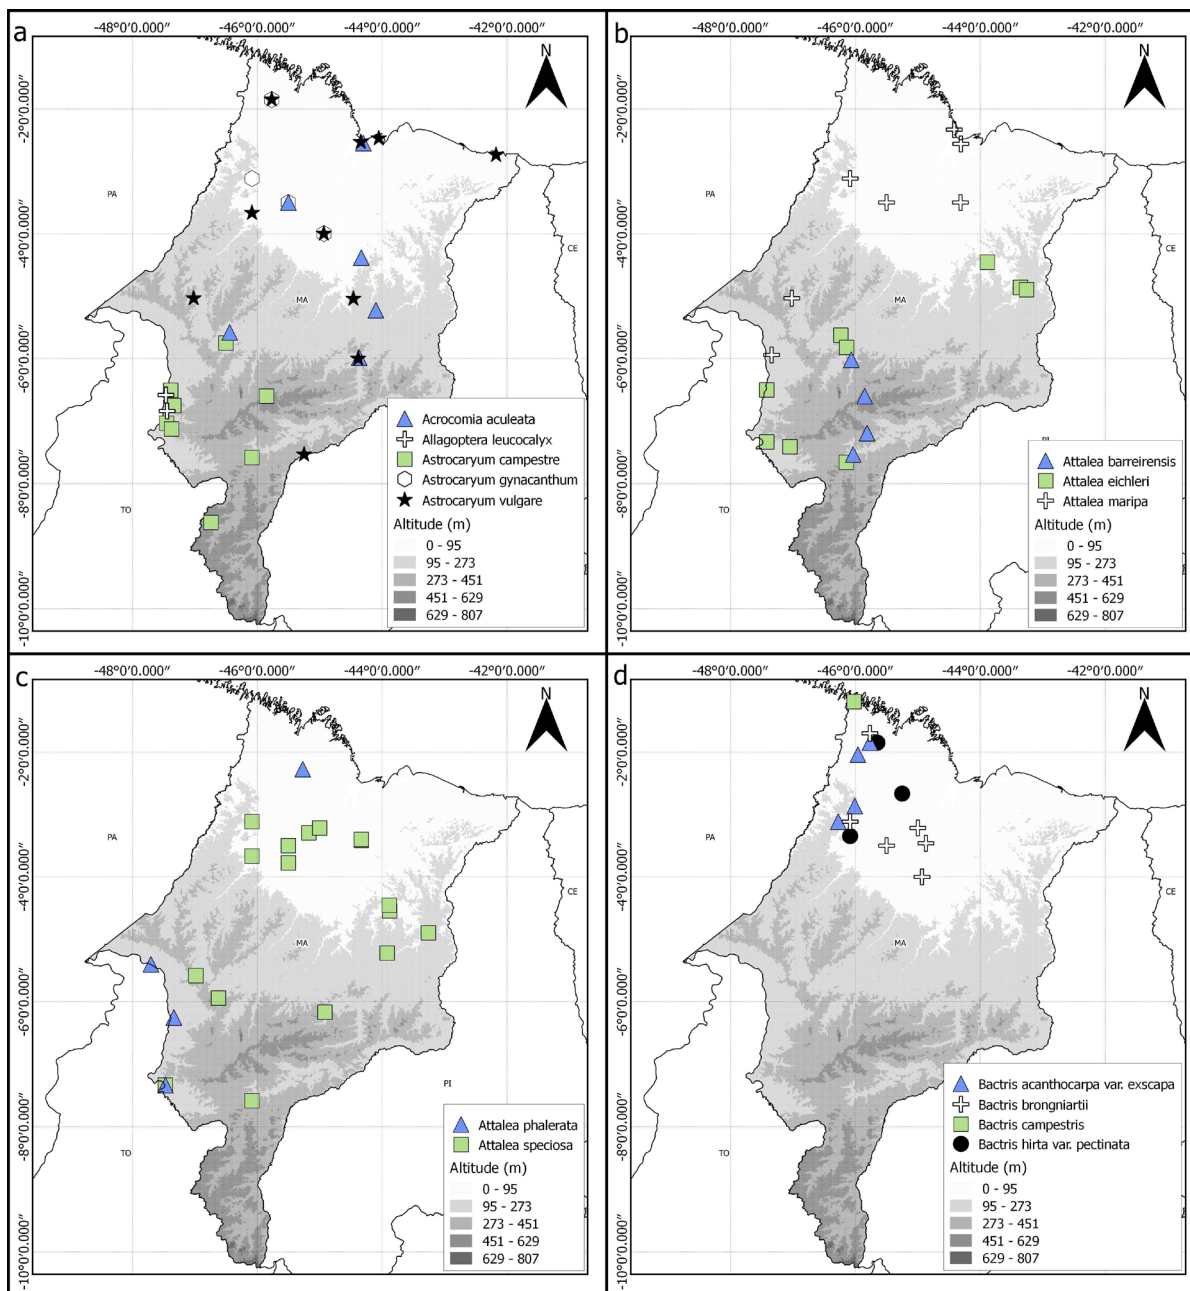 a
-48°0'0.000" -46°0'0.000" -44°0'0.000" -42°0'0.000"
N
-2°0'0.000"
-4°0'0.000"
-6°0'0.000"
-8°0'0.000"
-10°0'0.000"
PA
CE
MA
TO
Acrocomia aculeata
Allagoptera leucocalyx
Astrocaryum campestre
Astrocaryum gynacanthum
Astrocaryum vulgare
Altitude (m)
0 - 95
95 - 273
273 - 451
451 - 629
629 - 807
b
-48°0'0.000" -46°0'0.000" -44°0'0.000" -42°0'0.000"
N
-2°0'0.000"
-4°0'0.000"
-6°0'0.000"
-8°0'0.000"
-10°0'0.000"
PA
CE
MA
PI
TO
Attalea barreirensis
Attalea eichleri
Attalea maripa
Altitude (m)
0 - 95
95 - 273
273 - 451
451 - 629
629 - 807
c
-48°0'0.000" -46°0'0.000" -44°0'0.000" -42°0'0.000"
N
-2°0'0.000"
-4°0'0.000"
-6°0'0.000"
-8°0'0.000"
-10°0'0.000"
PA
CE
MA
PI
TO
Attalea phalerata
Attalea speciosa
Altitude (m)
0 - 95
95 - 273
273 - 451
451 - 629
629 - 807
d
-48°0'0.000" -46°0'0.000" -44°0'0.000" -42°0'0.000"
N
-2°0'0.000"
-4°0'0.000"
-6°0'0.000"
-8°0'0.000"
-10°0'0.000"
PA
CE
MA
TO
Bactris acanthocarpa var. exscapa
Bactris brongniartii
Bactris campestris
Bactris hirta var. pectinata
Altitude (m)
0 - 95
95 - 273
273 - 451
451 - 629
629 - 807